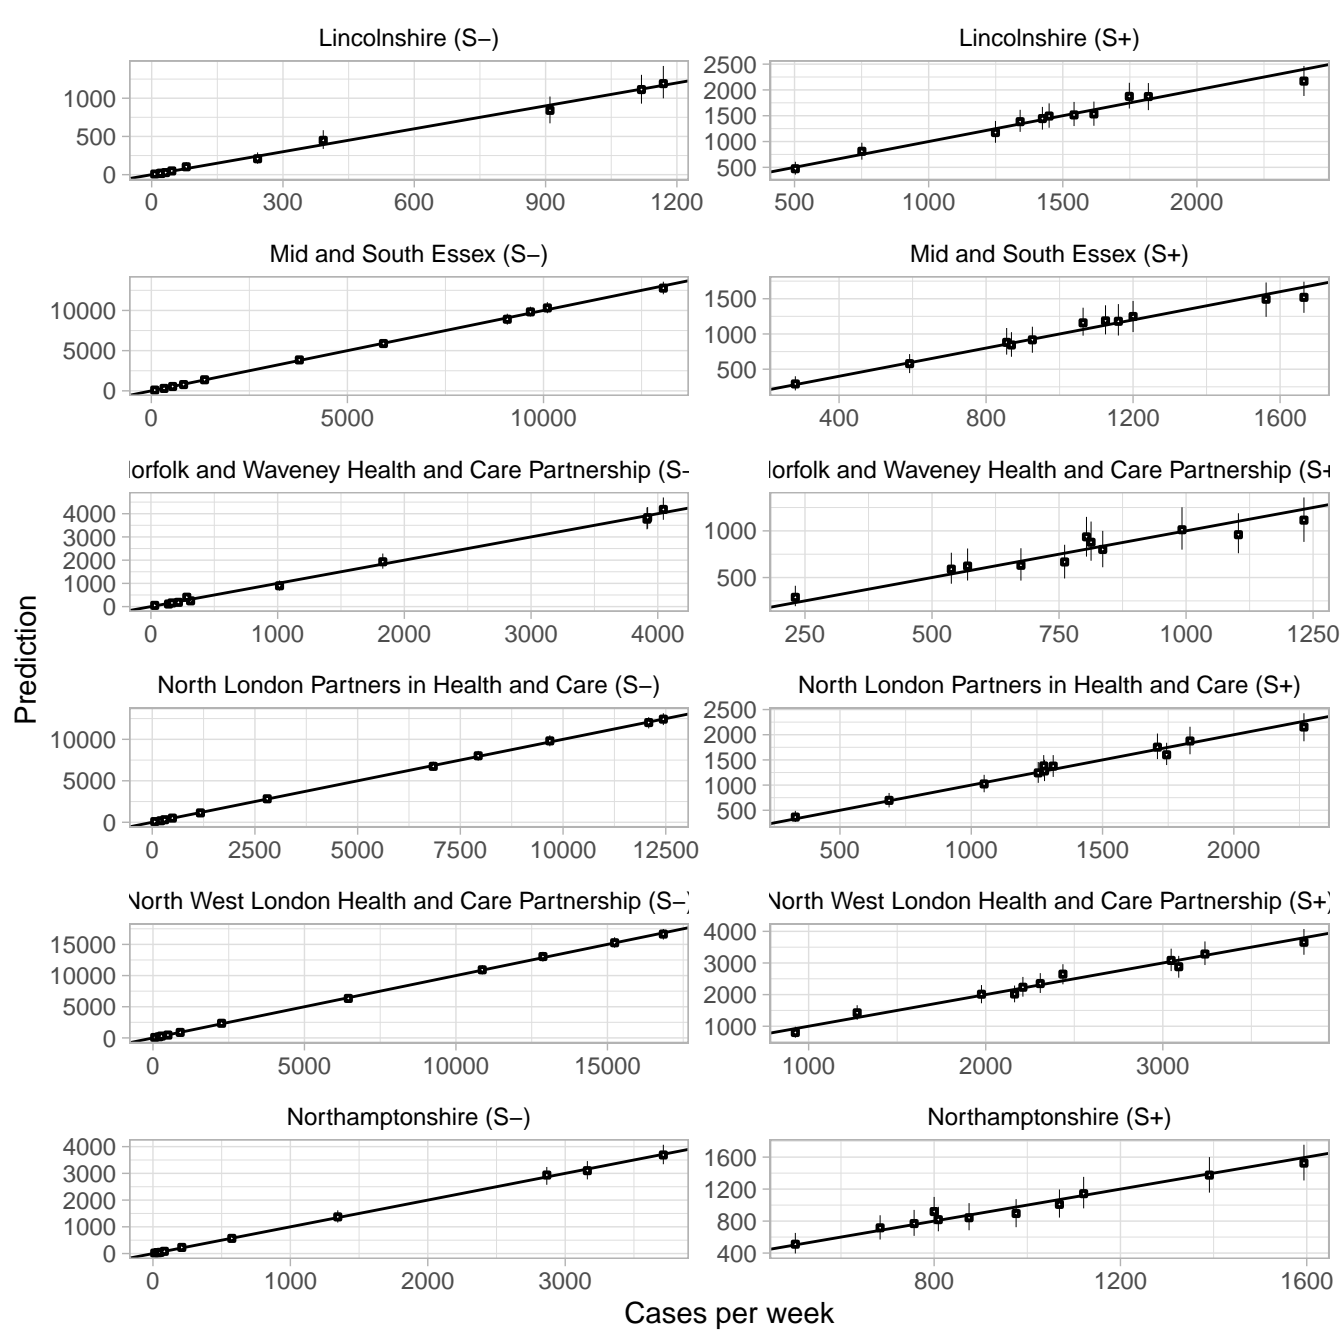 Lincolnshire (S−)
Lincolnshire (S+)
1000
500
0
0 300 600 900 1200
2500
2000
1500
1000
500
500 1000 1500 2000
Mid and South Essex (S−)
Mid and South Essex (S+)
10000
5000
0
0 5000 10000
1500
1000
500
400 800 1200 1600
orfolk and Waveney Health and Care Partnership (S-
orfolk and Waveney Health and Care Partnership (S+
4000
3000
2000
1000
0
0 1000 2000 3000 4000
1000
500
250 500 750 1000 1250
Prediction
North London Partners in Health and Care (S−)
North London Partners in Health and Care (S+)
10000
5000
0
0 2500 5000 7500 10000 12500
2500
2000
1500
1000
500
500 1000 1500 2000
North West London Health and Care Partnership (S−)
North West London Health and Care Partnership (S+)
15000
10000
5000
0
0 5000 10000 15000
4000
3000
2000
1000
1000 2000 3000
Northamptonshire (S−)
Northamptonshire (S+)
4000
3000
2000
1000
0
0 1000 2000 3000
1600
1200
800
400
800 1200 1600
Cases per week